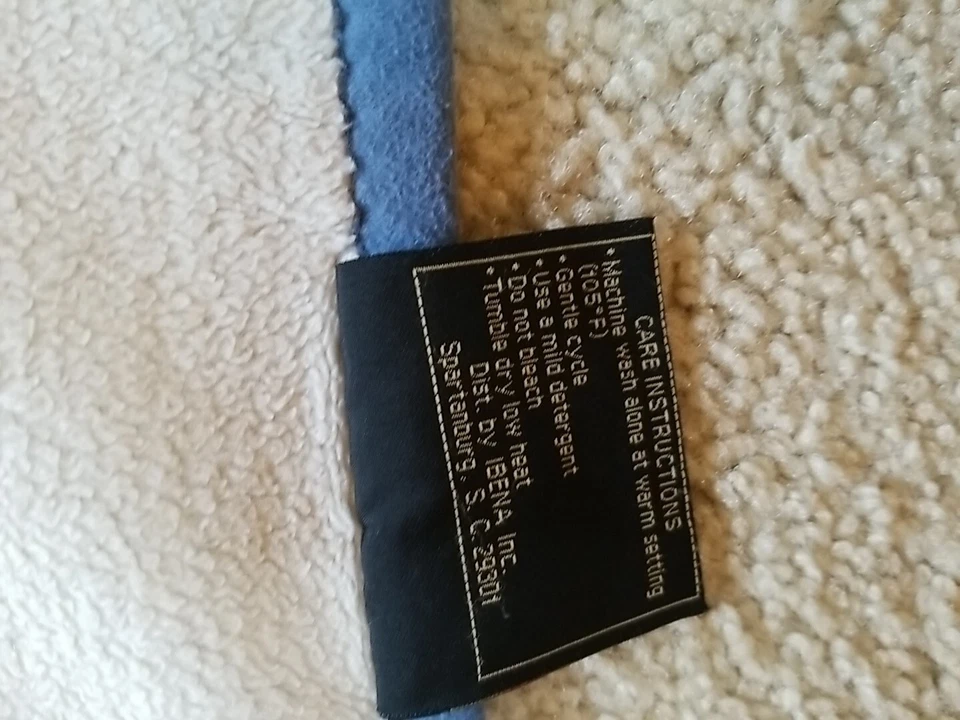 CARE INSTRUCTIONS
• Machine wash alone at warm setting
(105°F)
• Gentle cycle
• Use a mild detergent
• Do not bleach
• Tumble dry low heat
Dist. by IBENA Inc.
Spartanburg, S.C. 29301